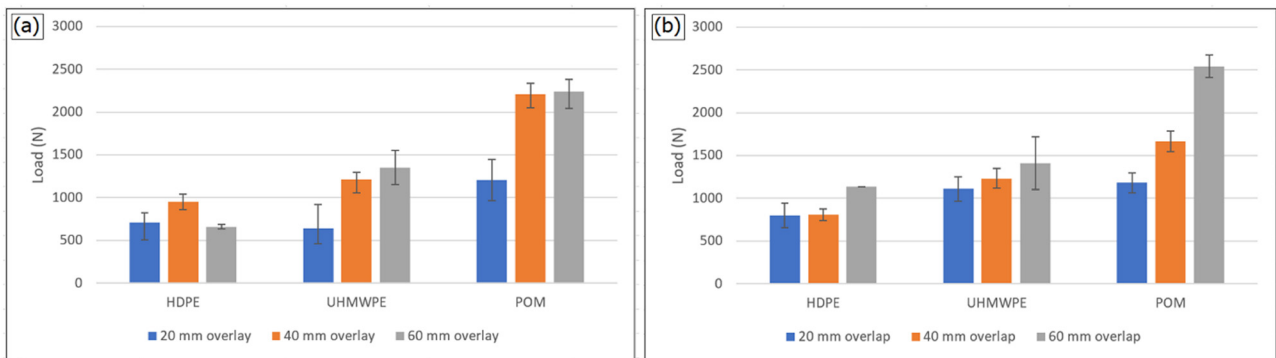 (a)
3000
2500
2000
1500
1000
500
0
Load (N)
HDPE UHMWPE POM
20 mm overlay 40 mm overlay 60 mm overlay
(b)
3000
2500
2000
1500
1000
500
0
Load (N)
HDPE UHMWPE POM
20 mm overlap 40 mm overlap 60 mm overlap